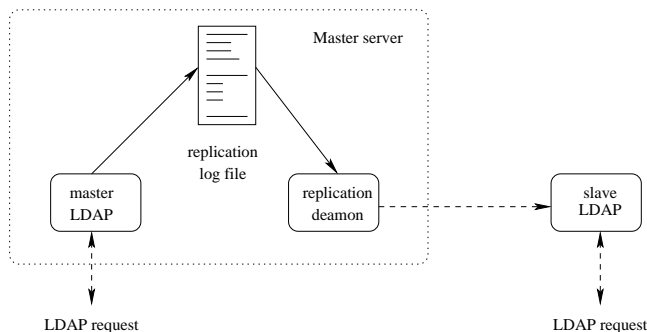 Master server
replication
log file
master
LDAP
replication
deamon
slave
LDAP
LDAP request
LDAP request